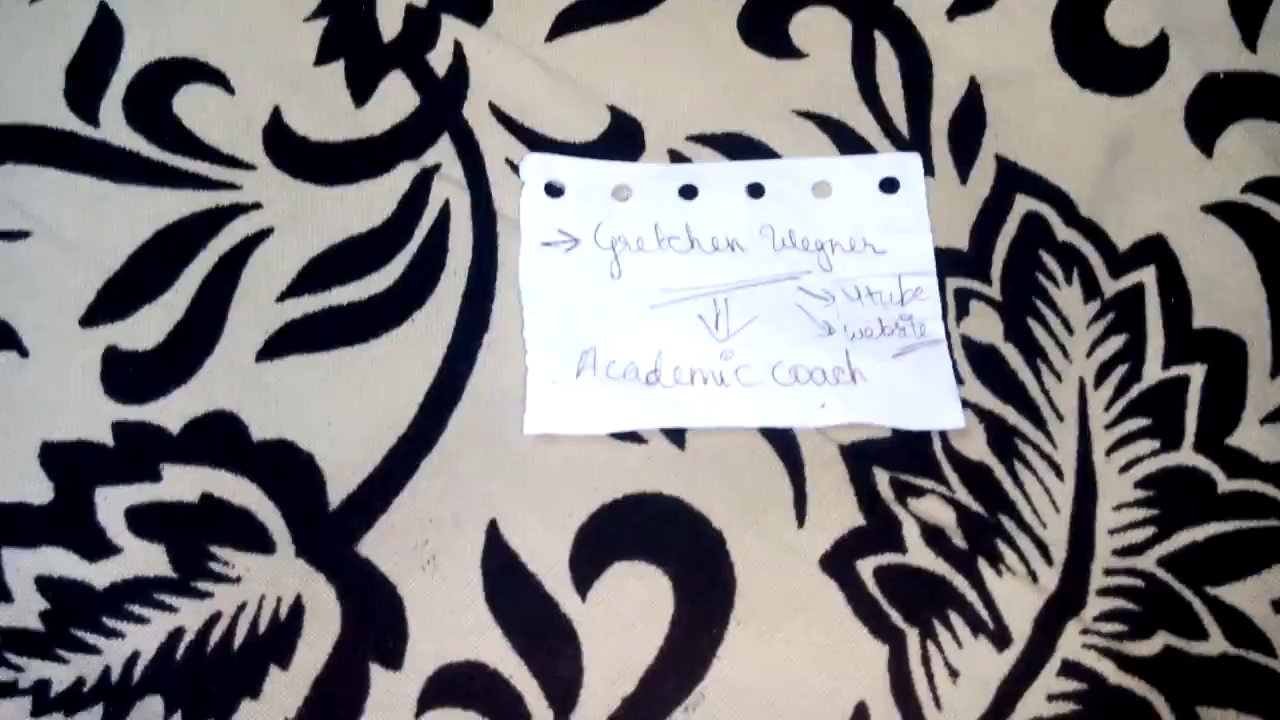 → Gretchen Wegner
↘ Utube
↘ website
⇓
Academic coach